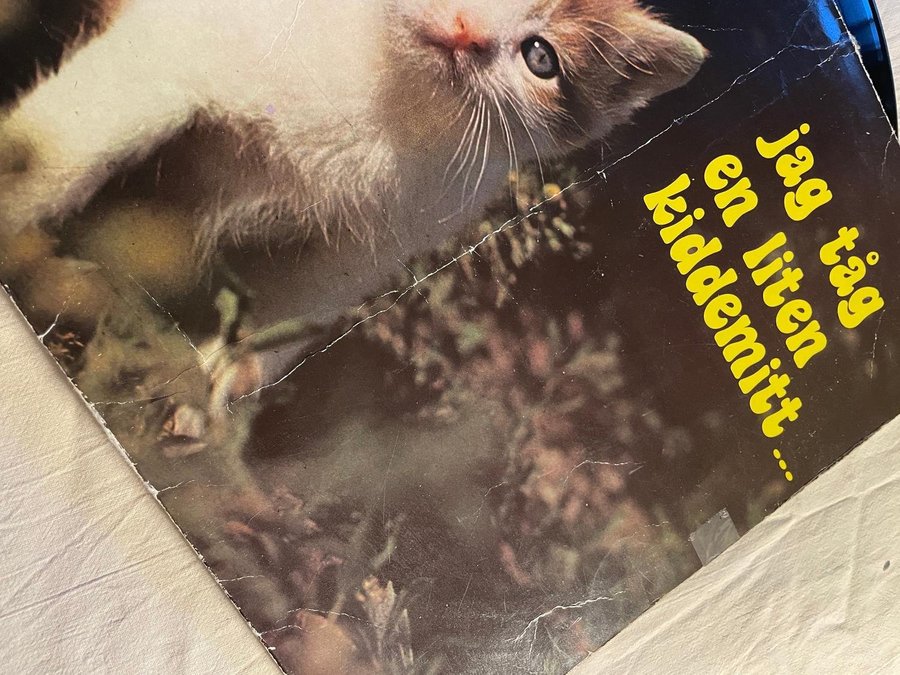 jag tåg
en liten
kiddemitt...